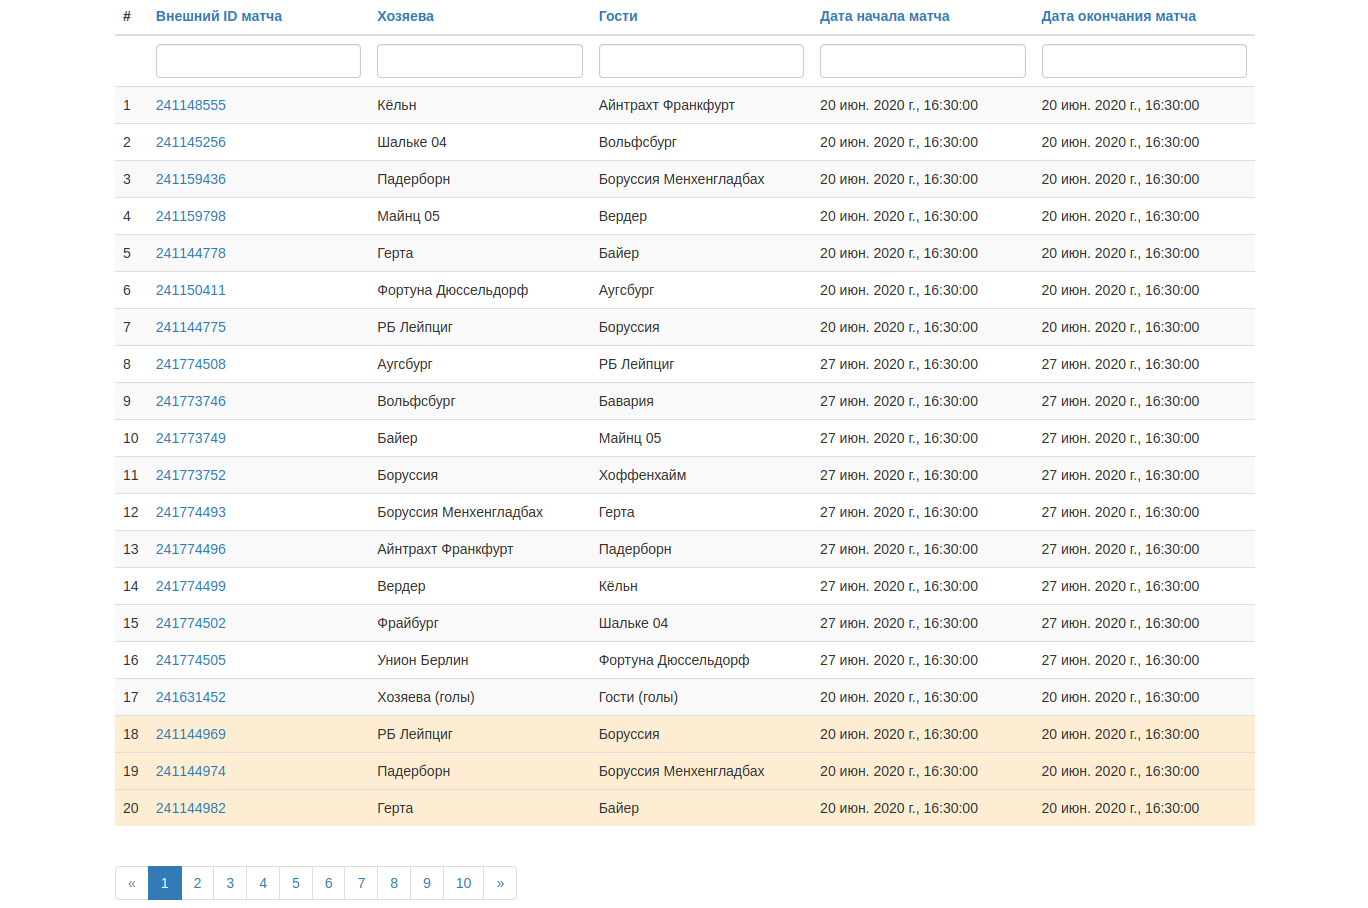 # Внешний ID матча Хозяева Гости Дата начала матча Дата окончания матча
1 241148555 Кёльн Айнтрахт Франкфурт 20 июн. 2020 г., 16:30:00 20 июн. 2020 г., 16:30:00
2 241145256 Шальке 04 Вольфсбург 20 июн. 2020 г., 16:30:00 20 июн. 2020 г., 16:30:00
3 241159436 Падерборн Боруссия Менхенгладбах 20 июн. 2020 г., 16:30:00 20 июн. 2020 г., 16:30:00
4 241159798 Майнц 05 Вердер 20 июн. 2020 г., 16:30:00 20 июн. 2020 г., 16:30:00
5 241144778 Герта Байер 20 июн. 2020 г., 16:30:00 20 июн. 2020 г., 16:30:00
6 241150411 Фортуна Дюссельдорф Аугсбург 20 июн. 2020 г., 16:30:00 20 июн. 2020 г., 16:30:00
7 241144775 РБ Лейпциг Боруссия 20 июн. 2020 г., 16:30:00 20 июн. 2020 г., 16:30:00
8 241774508 Аугсбург РБ Лейпциг 27 июн. 2020 г., 16:30:00 27 июн. 2020 г., 16:30:00
9 241773746 Вольфсбург Бавария 27 июн. 2020 г., 16:30:00 27 июн. 2020 г., 16:30:00
10 241773749 Байер Майнц 05 27 июн. 2020 г., 16:30:00 27 июн. 2020 г., 16:30:00
11 241773752 Боруссия Хоффенхайм 27 июн. 2020 г., 16:30:00 27 июн. 2020 г., 16:30:00
12 241774493 Боруссия Менхенгладбах Герта 27 июн. 2020 г., 16:30:00 27 июн. 2020 г., 16:30:00
13 241774496 Айнтрахт Франкфурт Падерборн 27 июн. 2020 г., 16:30:00 27 июн. 2020 г., 16:30:00
14 241774499 Вердер Кёльн 27 июн. 2020 г., 16:30:00 27 июн. 2020 г., 16:30:00
15 241774502 Фрайбург Шальке 04 27 июн. 2020 г., 16:30:00 27 июн. 2020 г., 16:30:00
16 241774505 Унион Берлин Фортуна Дюссельдорф 27 июн. 2020 г., 16:30:00 27 июн. 2020 г., 16:30:00
17 241631452 Хозяева (голы) Гости (голы) 20 июн. 2020 г., 16:30:00 20 июн. 2020 г., 16:30:00
18 241144969 РБ Лейпциг Боруссия 20 июн. 2020 г., 16:30:00 20 июн. 2020 г., 16:30:00
19 241144974 Падерборн Боруссия Менхенгладбах 20 июн. 2020 г., 16:30:00 20 июн. 2020 г., 16:30:00
20 241144982 Герта Байер 20 июн. 2020 г., 16:30:00 20 июн. 2020 г., 16:30:00
« 1 2 3 4 5 6 7 8 9 10 »